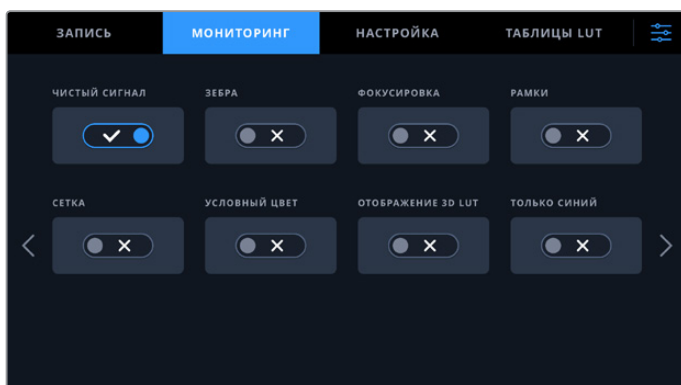 ЗАПИСЬ МОНИТОРИНГ НАСТРОЙКА ТАБЛИЦЫ LUT
ЧИСТЫЙ СИГНАЛ ЗЕБРА ФОКУСИРОВКА РАМКИ
СЕТКА УСЛОВНЫЙ ЦВЕТ ОТОБРАЖЕНИЕ 3D LUT ТОЛЬКО СИНИЙ